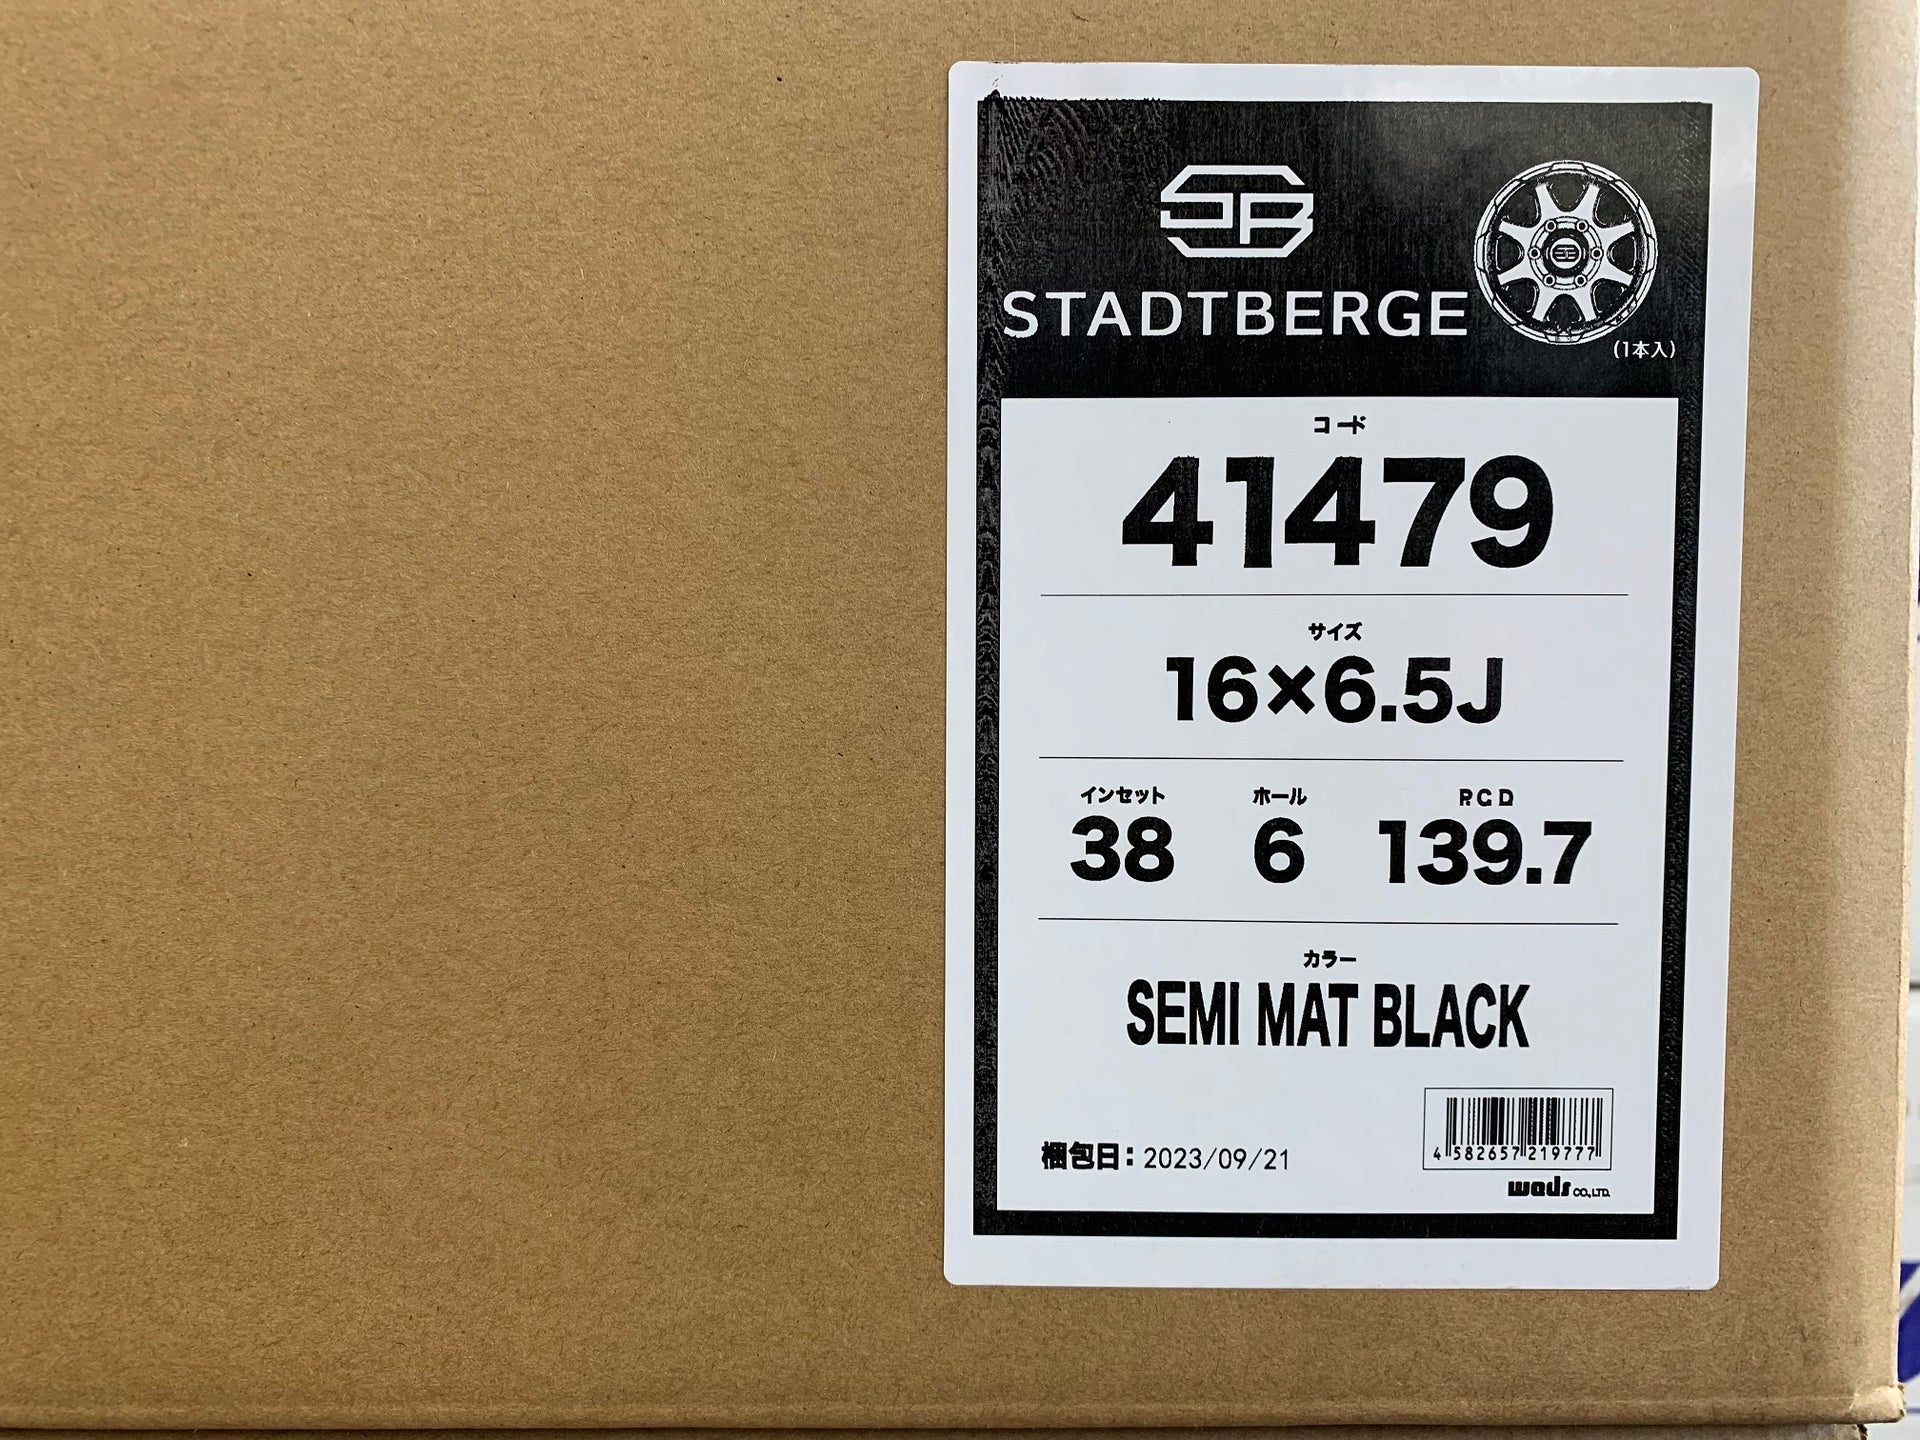 SB
STADTBERGE
(1本入)
コード
41479
サイズ
16×6.5J
インセット ホール P.C.D
38 6 139.7
カラー
SEMI MAT BLACK
梱包日：2023/09/21
4 582657 219777
weds CO.,LTD.